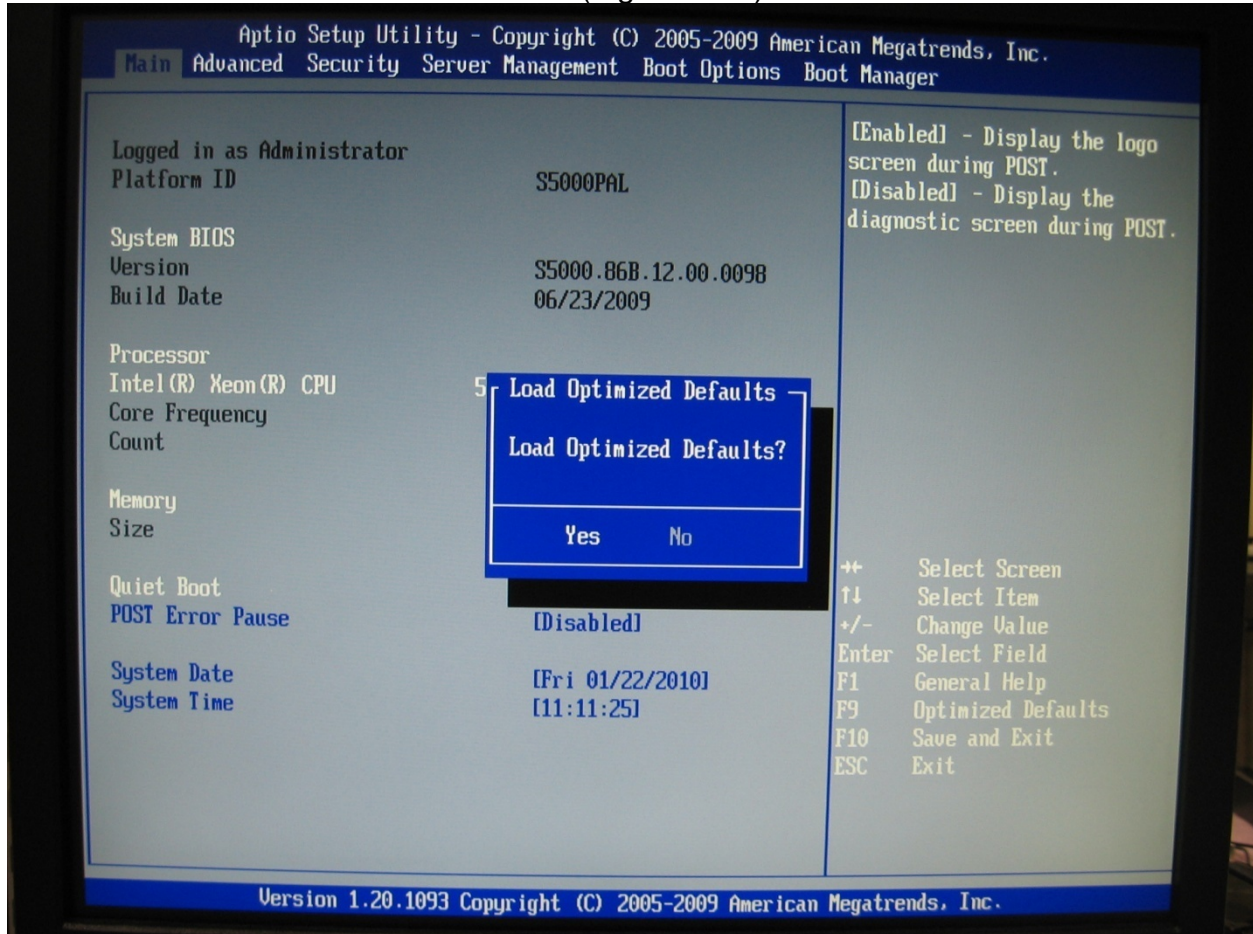 Aptio Setup Utility - Copyright (C) 2005-2009 American Megatrends, Inc.
Main Advanced Security Server Management Boot Options Boot Manager
Logged in as Administrator
Platform ID S5000PAL
System BIOS
Version S5000.86B.12.00.0098
Build Date 06/23/2009
Processor
Intel(R) Xeon(R) CPU 5
Core Frequency
Count
Memory
Size
Quiet Boot
POST Error Pause [Disabled]
System Date [Fri 01/22/2010]
System Time [11:11:25]
Load Optimized Defaults
Load Optimized Defaults?
Yes No
[Enabled] - Display the logo
screen during POST.
[Disabled] - Display the
diagnostic screen during POST.
→← Select Screen
↑↓ Select Item
+/- Change Value
Enter Select Field
F1 General Help
F9 Optimized Defaults
F10 Save and Exit
ESC Exit
Version 1.20.1093 Copyright (C) 2005-2009 American Megatrends, Inc.